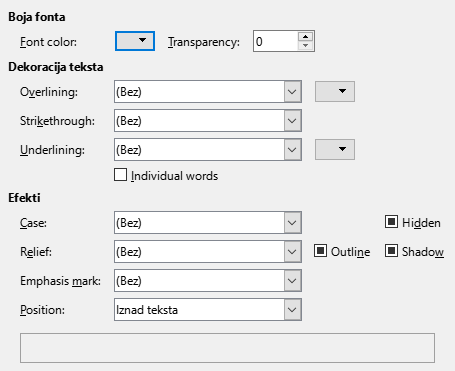 Boja fonta
Font color: Transparency: 0
Dekoracija teksta
Overlining: (Bez)
Strikethrough: (Bez)
Underlining: (Bez)
Individual words
Efekti
Case: (Bez) Hidden
Relief: (Bez) Outline Shadow
Emphasis mark: (Bez)
Position: Iznad teksta